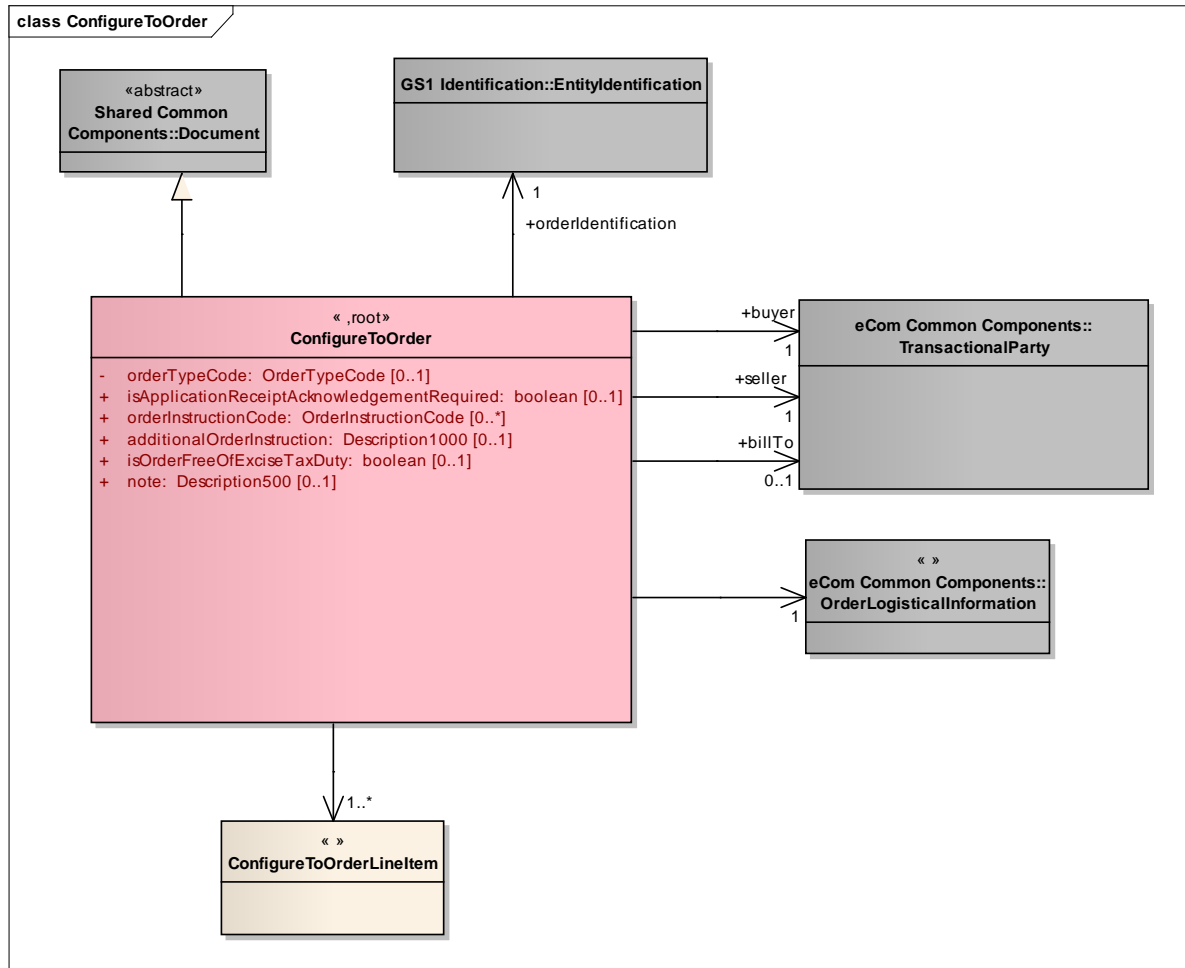 class ConfigureToOrder
«abstract»
Shared Common
Components::Document
GS1 Identification::EntityIdentification
1
+orderIdentification
« ,root»
ConfigureToOrder
- orderTypeCode: OrderTypeCode [0..1]
+ isApplicationReceiptAcknowledgementRequired: boolean [0..1]
+ orderInstructionCode: OrderInstructionCode [0..*]
+ additionalOrderInstruction: Description1000 [0..1]
+ isOrderFreeOfExciseTaxDuty: boolean [0..1]
+ note: Description500 [0..1]
+buyer
1
+seller
1
+billTo
0..1
eCom Common Components::
TransactionalParty
« »
eCom Common Components::
OrderLogisticalInformation
1
1..*
« »
ConfigureToOrderLineItem